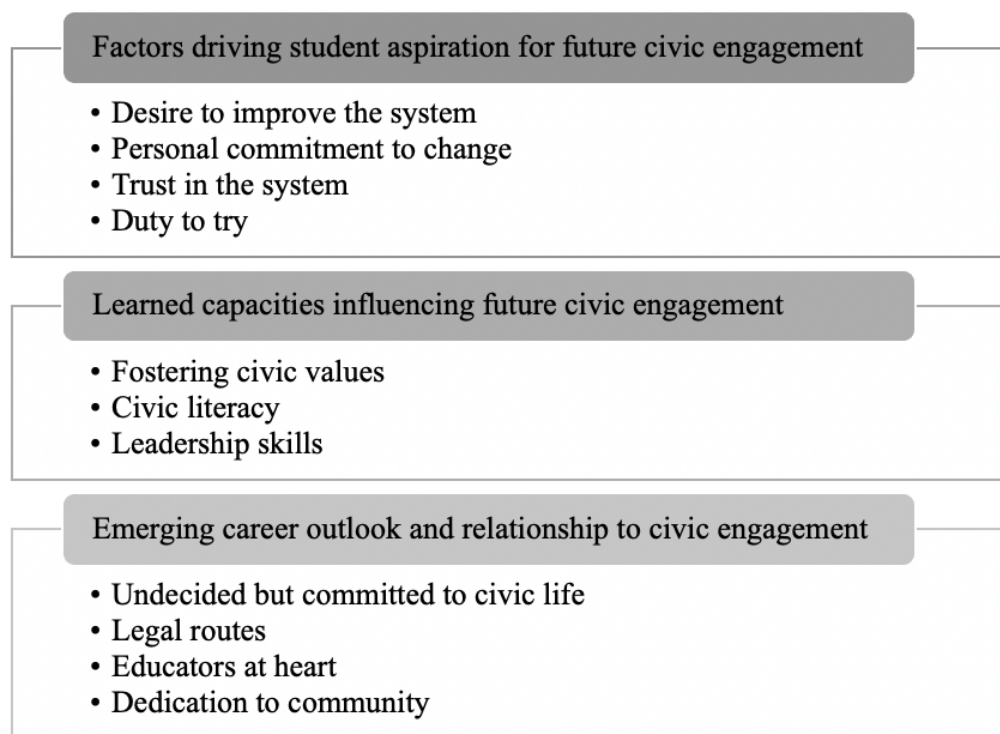 Factors driving student aspiration for future civic engagement
• Desire to improve the system
• Personal commitment to change
• Trust in the system
• Duty to try
Learned capacities influencing future civic engagement
• Fostering civic values
• Civic literacy
• Leadership skills
Emerging career outlook and relationship to civic engagement
• Undecided but committed to civic life
• Legal routes
• Educators at heart
• Dedication to community